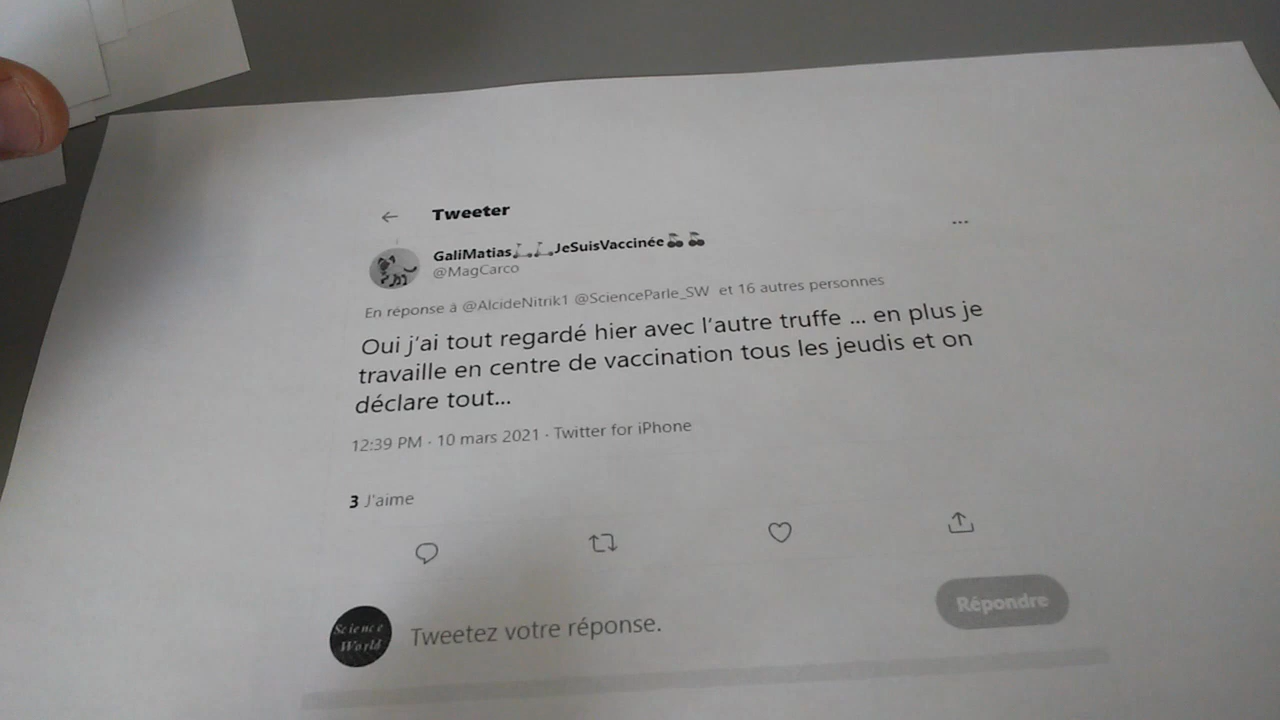 Tweeter
GaliMatias🛴🛴JeSuisVaccinée🍒🍒
@MagCarco
En réponse à @AlcideNitrik1 @ScienceParle_SW et 16 autres personnes
Oui j'ai tout regardé hier avec l'autre truffe ... en plus je
travaille en centre de vaccination tous les jeudis et on
déclare tout...
12:39 PM · 10 mars 2021 · Twitter for iPhone
3 J'aime
Science
World
Tweetez votre réponse.
Répondre